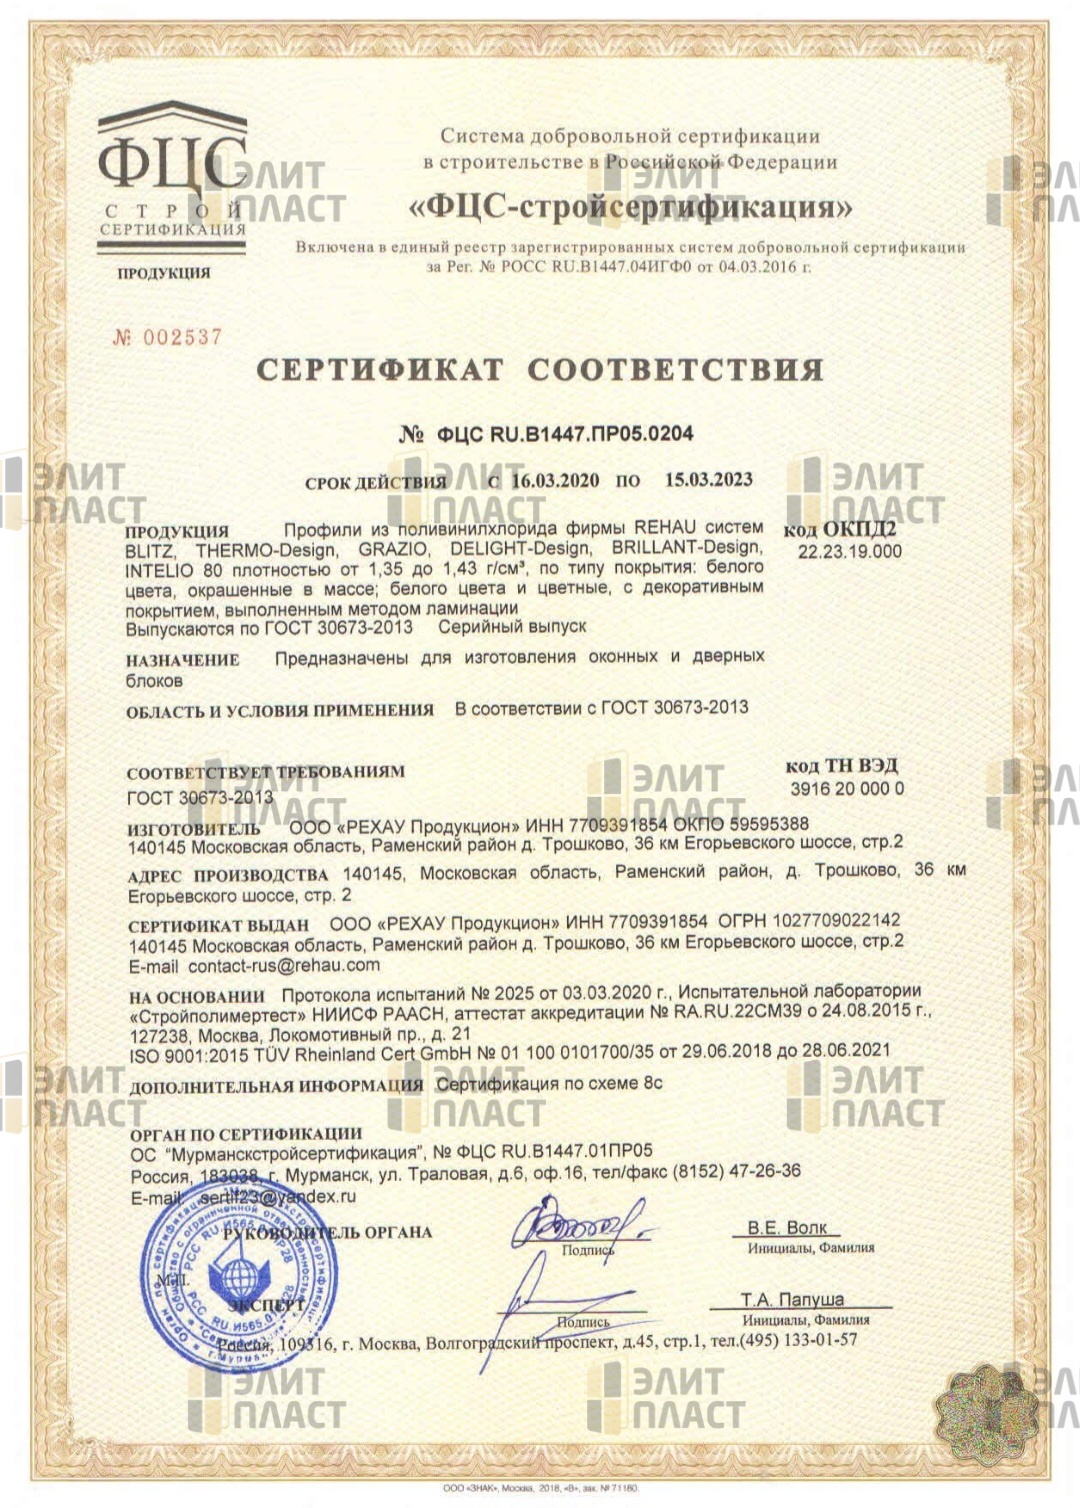 ФЦС
СТРОЙ
СЕРТИФИКАЦИЯ
ПРОДУКЦИЯ
Система добровольной сертификации
в строительстве в Российской Федерации
«ФЦС-стройсертификация»
Включена в единый реестр зарегистрированных систем добровольной сертификации
за Рег. № РОСС RU.В1447.04ИГФ0 от 04.03.2016 г.
№ 002537
СЕРТИФИКАТ СООТВЕТСТВИЯ
№ ФЦС RU.В1447.ПР05.0204
СРОК ДЕЙСТВИЯ С 16.03.2020 ПО 15.03.2023
ПРОДУКЦИЯ Профили из поливинилхлорида фирмы REHAU систем
BLITZ, THERMO-Design, GRAZIO, DELIGHT-Design, BRILLANT-Design,
INTELIO 80 плотностью от 1,35 до 1,43 г/см³, по типу покрытия: белого
цвета, окрашенные в массе; белого цвета и цветные, с декоративным
покрытием, выполненным методом ламинации
Выпускаются по ГОСТ 30673-2013 Серийный выпуск
код ОКПД2
22.23.19.000
НАЗНАЧЕНИЕ Предназначены для изготовления оконных и дверных
блоков
ОБЛАСТЬ И УСЛОВИЯ ПРИМЕНЕНИЯ В соответствии с ГОСТ 30673-2013
СООТВЕТСТВУЕТ ТРЕБОВАНИЯМ
ГОСТ 30673-2013
код ТН ВЭД
3916 20 000 0
ИЗГОТОВИТЕЛЬ ООО «РЕХАУ Продукцион» ИНН 7709391854 ОКПО 59595388
140145 Московская область, Раменский район д. Трошково, 36 км Егорьевского шоссе, стр.2
АДРЕС ПРОИЗВОДСТВА 140145, Московская область, Раменский район, д. Трошково, 36 км
Егорьевского шоссе, стр. 2
СЕРТИФИКАТ ВЫДАН ООО «РЕХАУ Продукцион» ИНН 7709391854 ОГРН 1027709022142
140145 Московская область, Раменский район д. Трошково, 36 км Егорьевского шоссе, стр.2
E-mail contact-rus@rehau.com
НА ОСНОВАНИИ Протокола испытаний № 2025 от 03.03.2020 г., Испытательной лаборатории
«Стройполимертест» НИИСФ РААСН, аттестат аккредитации № RA.RU.22СМ39 о 24.08.2015 г.,
127238, Москва, Локомотивный пр., д. 21
ISO 9001:2015 TÜV Rheinland Cert GmbH № 01 100 0101700/35 от 29.06.2018 до 28.06.2021
ДОПОЛНИТЕЛЬНАЯ ИНФОРМАЦИЯ Сертификация по схеме 8с
ОРГАН ПО СЕРТИФИКАЦИИ
ОС "Мурманскстройсертификация", № ФЦС RU.В1447.01ПР05
Россия, 183038, г. Мурманск, ул. Траловая, д.6, оф.16, тел/факс (8152) 47-26-36
E-mail: sertif23@yandex.ru
РУКОВОДИТЕЛЬ ОРГАНА
Подпись
В.Е. Волк
Инициалы, Фамилия
М.П.
ЭКСПЕРТ
Подпись
Т.А. Папуша
Инициалы, Фамилия
Россия, 109316, г. Москва, Волгоградский проспект, д.45, стр.1, тел.(495) 133-01-57
ООО «ЗНАК», Москва, 2018, «В», зак. № 71180.
ЭЛИТ
ПЛАСТ